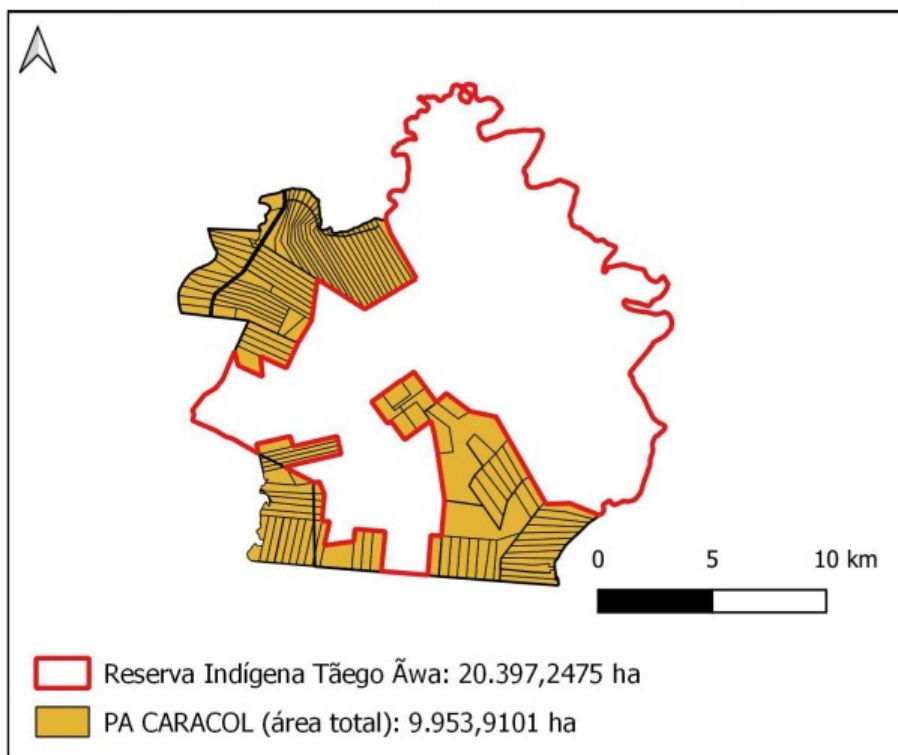 0 5 10 km
Reserva Indígena Tãego Ãwa: 20.397,2475 ha
PA CARACOL (área total): 9.953,9101 ha